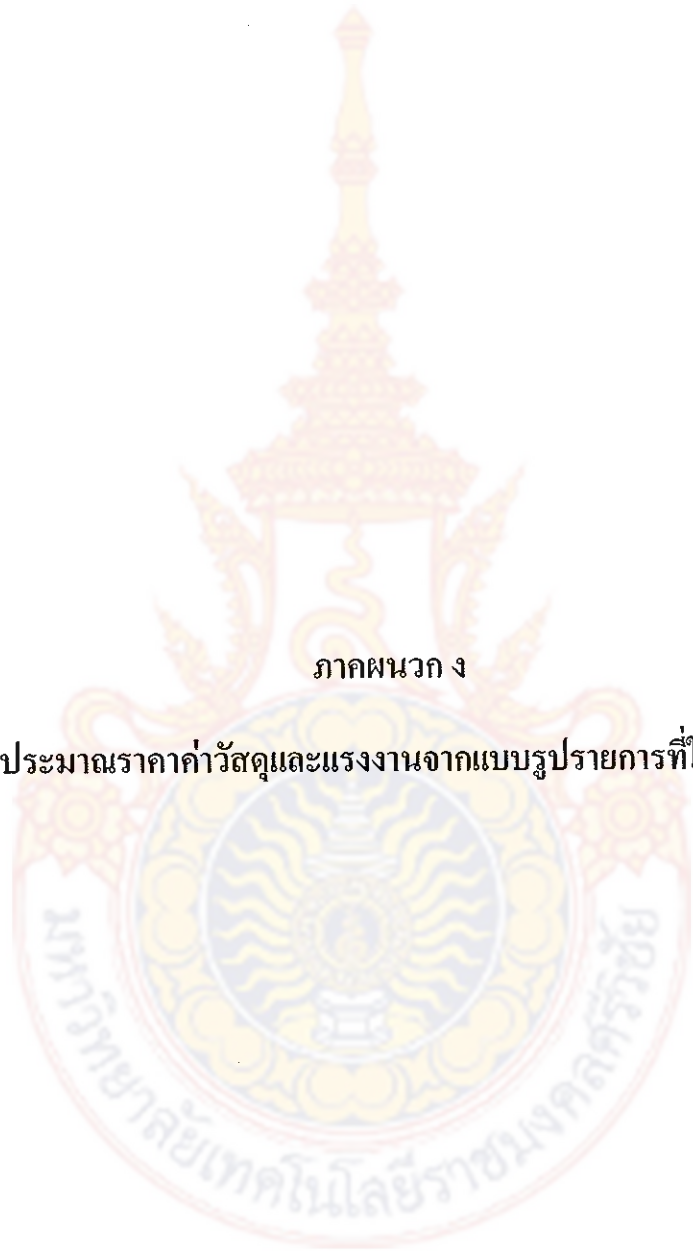 ภาคผนวก ง
ประมาณราคาค่าวัสดุและแรงงานจากแบบรูปรายการที่
มหาวิทยาลัยเทคโนโลยีราชมงคลศรีวิชัย